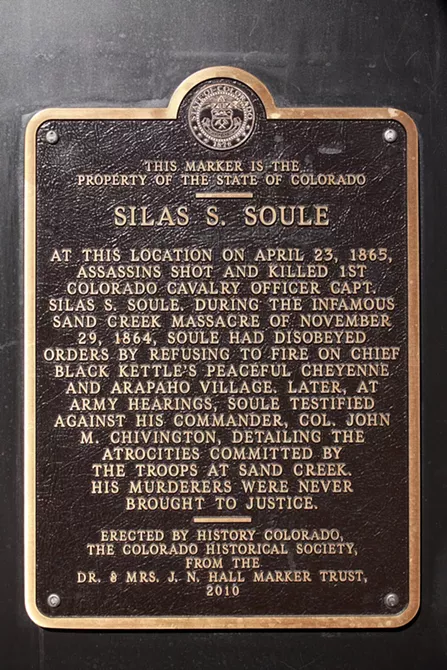 STATE OF COLORADO
1876
THIS MARKER IS THE
PROPERTY OF THE STATE OF COLORADO
SILAS S. SOULE
AT THIS LOCATION ON APRIL 23, 1865,
ASSASSINS SHOT AND KILLED 1ST
COLORADO CAVALRY OFFICER CAPT.
SILAS S. SOULE. DURING THE INFAMOUS
SAND CREEK MASSACRE OF NOVEMBER
29, 1864, SOULE HAD DISOBEYED
ORDERS BY REFUSING TO FIRE ON CHIEF
BLACK KETTLE'S PEACEFUL CHEYENNE
AND ARAPAHO VILLAGE. LATER, AT
ARMY HEARINGS, SOULE TESTIFIED
AGAINST HIS COMMANDER, COL. JOHN
M. CHIVINGTON, DETAILING THE
ATROCITIES COMMITTED BY
THE TROOPS AT SAND CREEK.
HIS MURDERERS WERE NEVER
BROUGHT TO JUSTICE.
ERECTED BY HISTORY COLORADO,
THE COLORADO HISTORICAL SOCIETY,
FROM THE
DR. & MRS. J. N. HALL MARKER TRUST,
2010